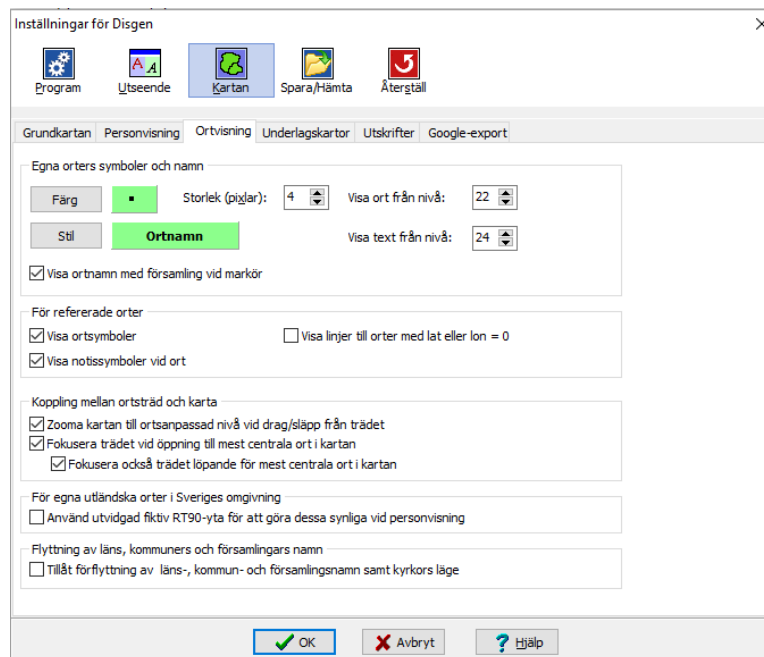 Inställningar för Disgen
Program
Utseende
Kartan
Spara/Hämta
Återställ
Grundkartan
Personvisning
Ortvisning
Underlagskartor
Utskrifter
Google-export
Egna orters symboler och namn
Färg
Storlek (pixlar):
4
Visa ort från nivå:
22
Stil
Ortnamn
Visa text från nivå:
24
Visa ortnamn med församling vid markör
För refererade orter
Visa ortsymboler
Visa linjer till orter med lat eller lon = 0
Visa notissymboler vid ort
Koppling mellan ortsträd och karta
Zooma kartan till ortsanpassad nivå vid drag/släpp från trädet
Fokusera trädet vid öppning till mest centrala ort i kartan
Fokusera också trädet löpande för mest centrala ort i kartan
För egna utländska orter i Sveriges omgivning
Använd utvidgad fiktiv RT90-yta för att göra dessa synliga vid personvisning
Flyttning av läns, kommuners och församlingars namn
Tillåt förflyttning av läns-, kommun- och församlingsnamn samt kyrkors läge
OK
Avbryt
Hjälp